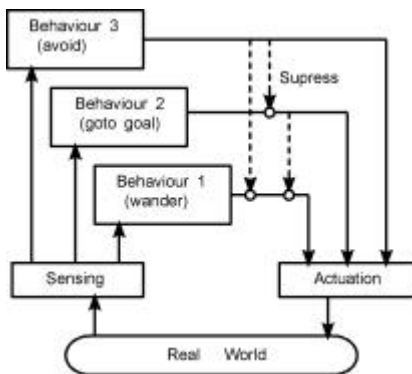 Behaviour 3
(avoid)
Supress
Behaviour 2
(goto goal)
Behaviour 1
(wander)
Sensing
Actuation
Real World